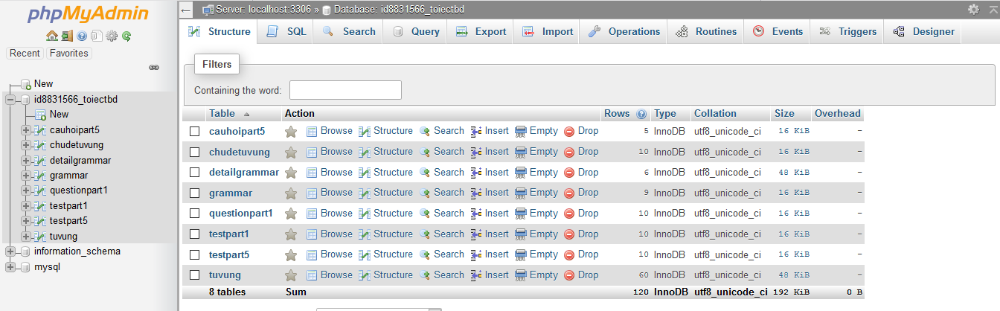 phpMyAdmin
Recent Favorites
New
id8831566_toiectbd
New
cauhoipart5
chudetuvung
detailgrammar
grammar
questionpart1
testpart1
testpart5
tuvung
information_schema
mysql
Server: localhost:3306 » Database: id8831566_toiectbd
Structure SQL Search Query Export Import Operations Routines Events Triggers Designer
Filters
Containing the word:
Table Action Rows Type Collation Size Overhead
cauhoipart5 Browse Structure Search Insert Empty Drop 5 InnoDB utf8_unicode_ci 16 KiB -
chudetuvung Browse Structure Search Insert Empty Drop 10 InnoDB utf8_unicode_ci 16 KiB -
detailgrammar Browse Structure Search Insert Empty Drop 6 InnoDB utf8_unicode_ci 48 KiB -
grammar Browse Structure Search Insert Empty Drop 9 InnoDB utf8_unicode_ci 16 KiB -
questionpart1 Browse Structure Search Insert Empty Drop 10 InnoDB utf8_unicode_ci 16 KiB -
testpart1 Browse Structure Search Insert Empty Drop 10 InnoDB utf8_unicode_ci 16 KiB -
testpart5 Browse Structure Search Insert Empty Drop 10 InnoDB utf8_unicode_ci 16 KiB -
tuvung Browse Structure Search Insert Empty Drop 60 InnoDB utf8_unicode_ci 48 KiB -
8 tables Sum 120 InnoDB utf8_unicode_ci 192 KiB 0 B